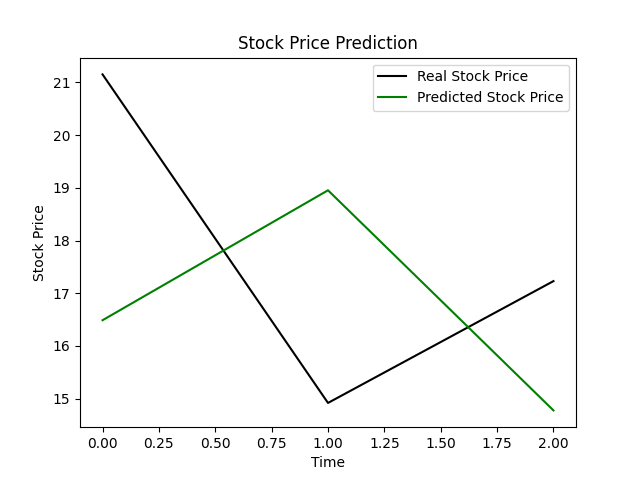 Stock Price Prediction
Real Stock Price
Predicted Stock Price
21
20
19
18
17
16
15
Stock Price
0.00 0.25 0.50 0.75 1.00 1.25 1.50 1.75 2.00
Time